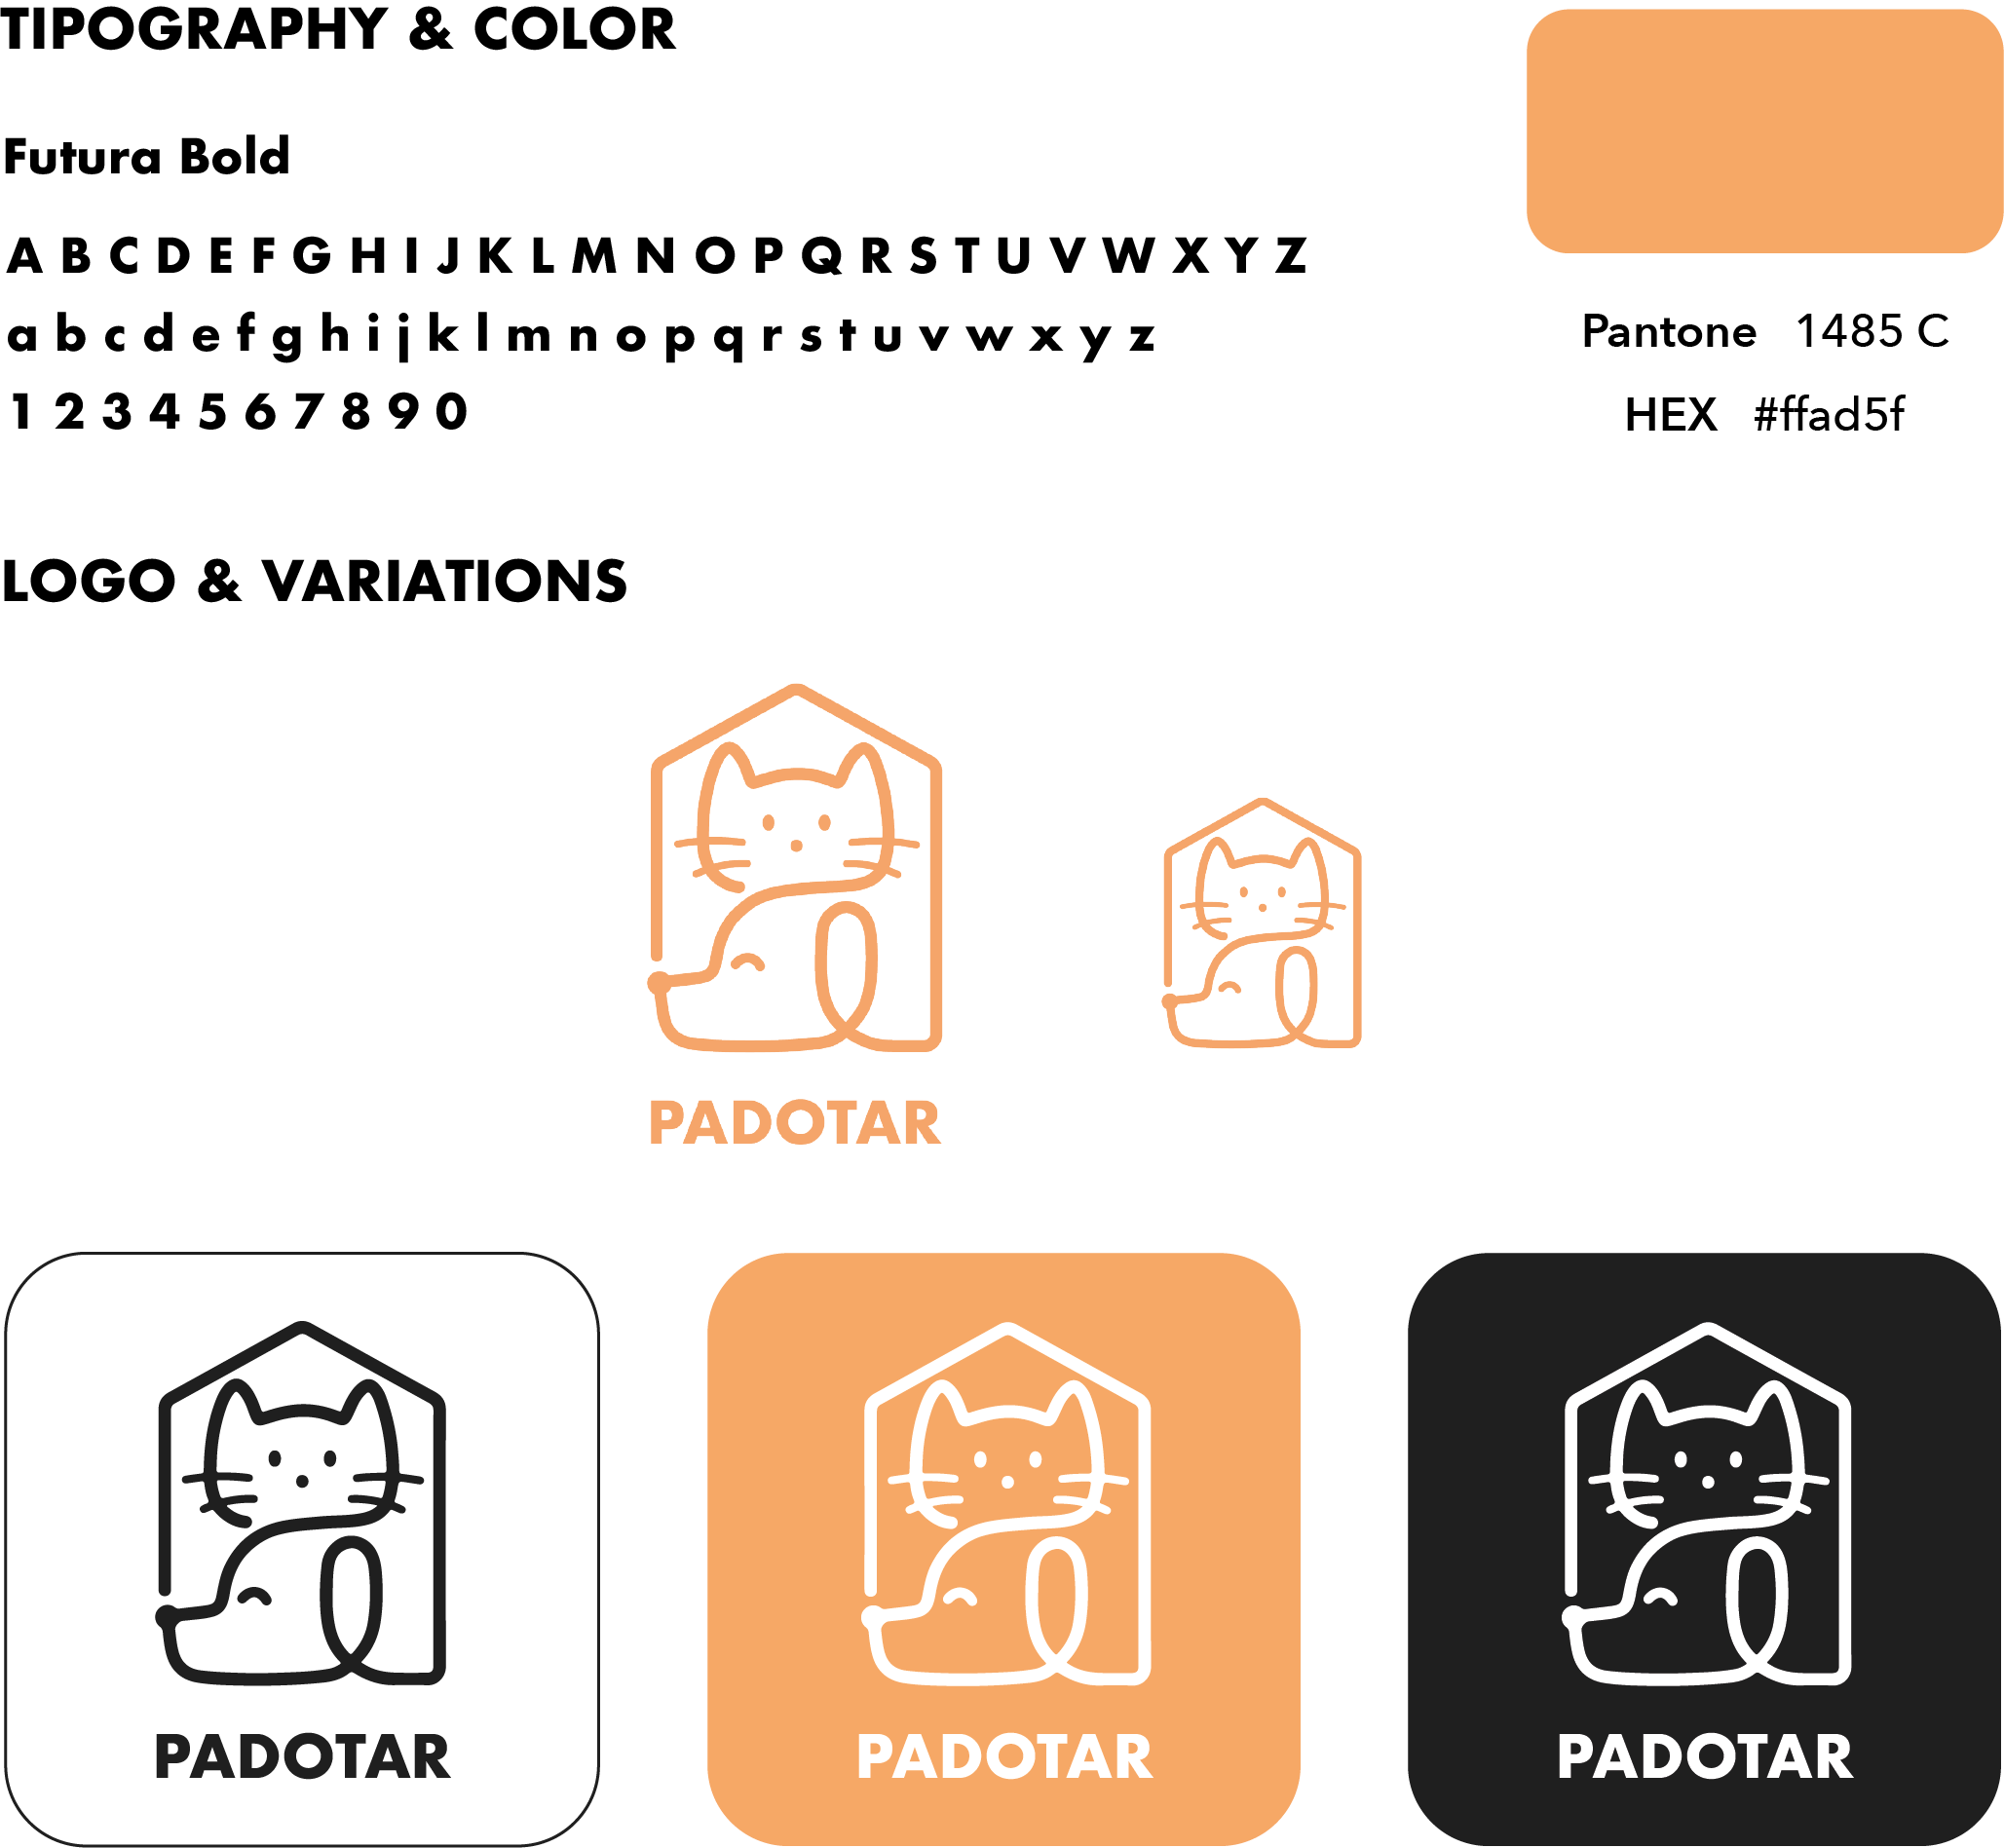 TIPOGRAPHY & COLOR
Futura Bold
A B C D E F G H I J K L M N O P Q R S T U V W X Y Z
a b c d e f g h i j k l m n o p q r s t u v w x y z
1 2 3 4 5 6 7 8 9 0
Pantone 1485 C
HEX #ffad5f
LOGO & VARIATIONS
PADOTAR
PADOTAR
PADOTAR
PADOTAR